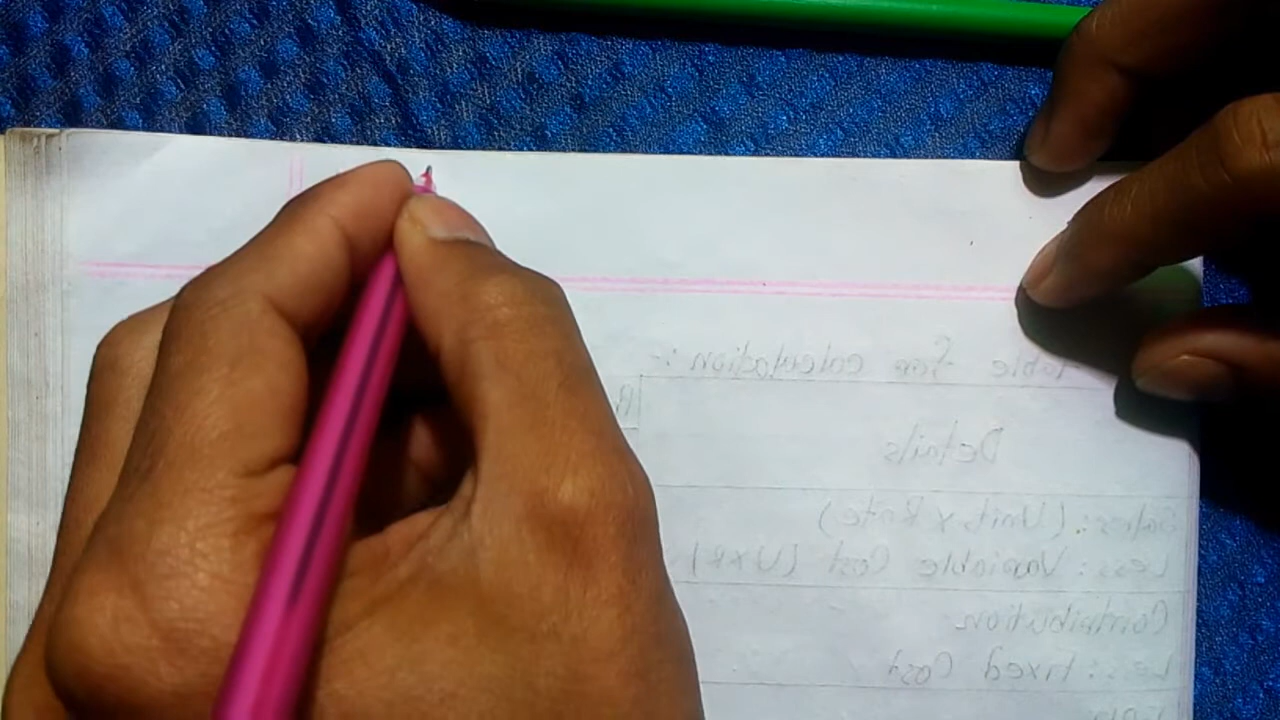 Table for calculation :-
Details
Sales: (Unit x Rate)
Less: Variable Cost (U×R)
Contribution
Less: Fixed Cost